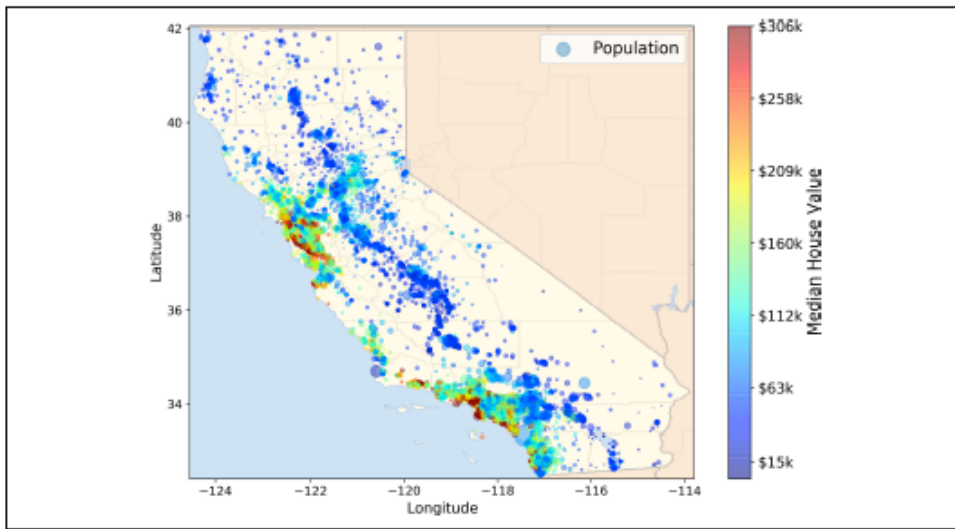 42
40
38
36
34
Latitude
−124
−122
−120
−118
−116
−114
Longitude
Population
$306k
$258k
$209k
$160k
$112k
$63k
$15k
Median House Value